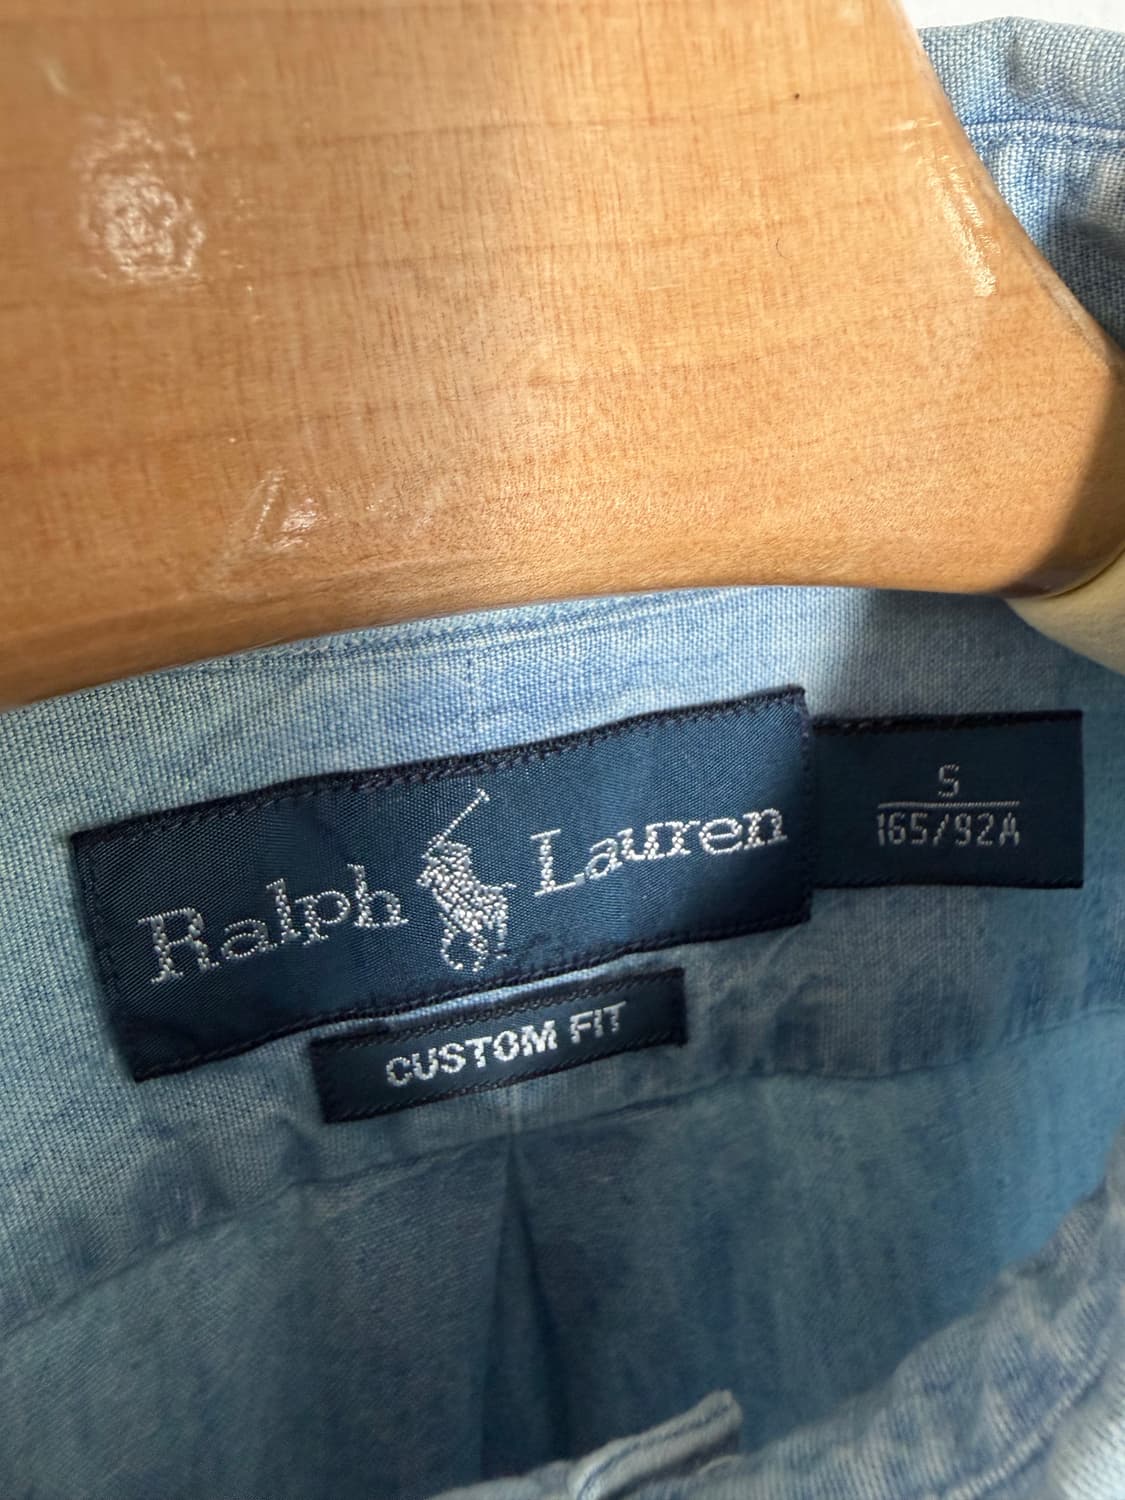 Ralph Lauren
S
165/92A
CUSTOM FIT